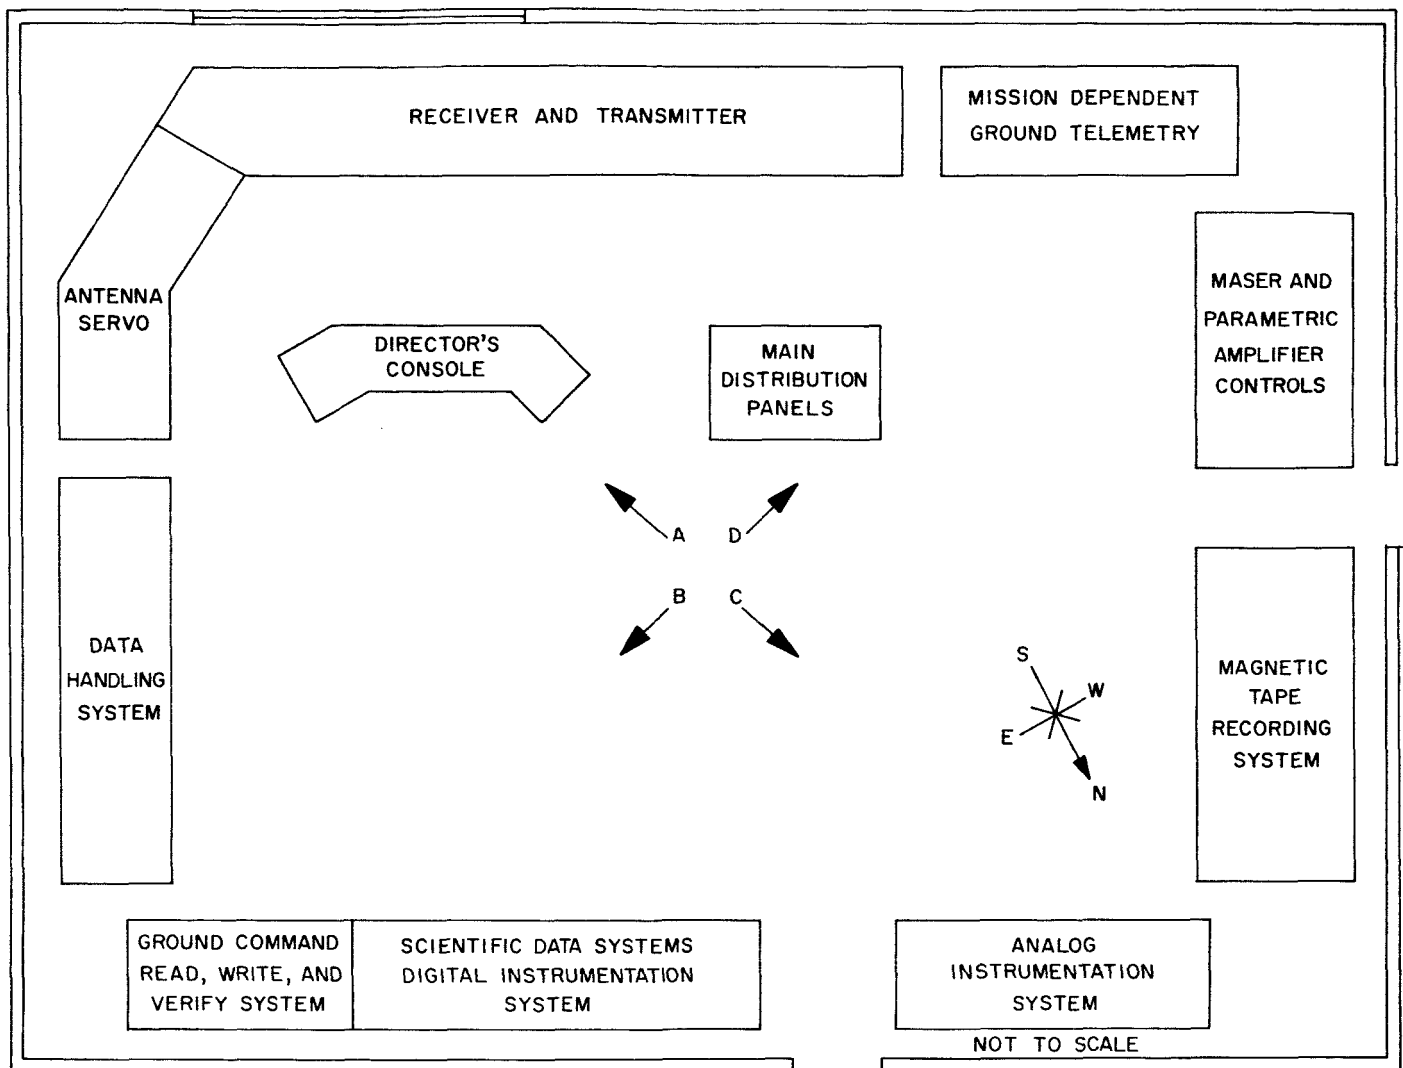 RECEIVER AND TRANSMITTER
MISSION DEPENDENT
GROUND TELEMETRY
ANTENNA
SERVO
DIRECTOR'S
CONSOLE
MAIN
DISTRIBUTION
PANELS
MASER AND
PARAMETRIC
AMPLIFIER
CONTROLS
A D
B C
DATA
HANDLING
SYSTEM
S
W
E
N
MAGNETIC
TAPE
RECORDING
SYSTEM
GROUND COMMAND
READ, WRITE, AND
VERIFY SYSTEM
SCIENTIFIC DATA SYSTEMS
DIGITAL INSTRUMENTATION
SYSTEM
ANALOG
INSTRUMENTATION
SYSTEM
NOT TO SCALE